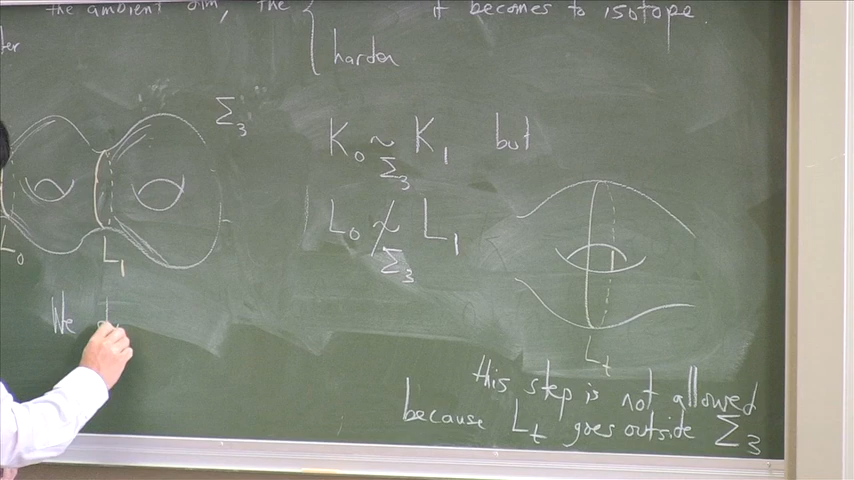 the ambient dim, the
it becomes to isotope.
harder
Σ₃
K₀ ~ K₁ but
Σ₃
L₀ ≁ L₁
Σ₃
L₀
L₁
We
Lₜ
this step is not allowed
because Lₜ goes outside Σ₃